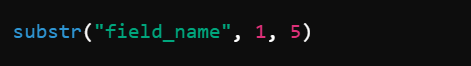 substr("field_name", 1, 5)